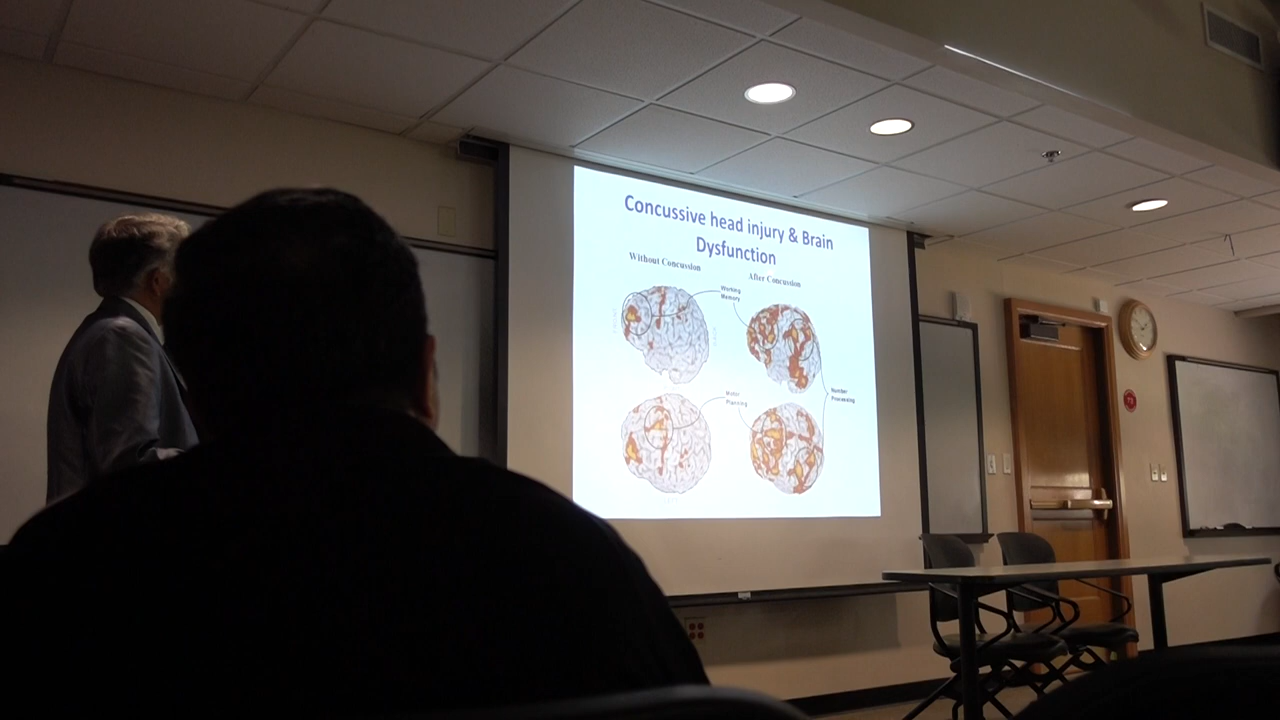 Concussive head injury & Brain
Dysfunction
Without Concussion
After Concussion
Working
Memory
Motor
Planning
Number
Processing